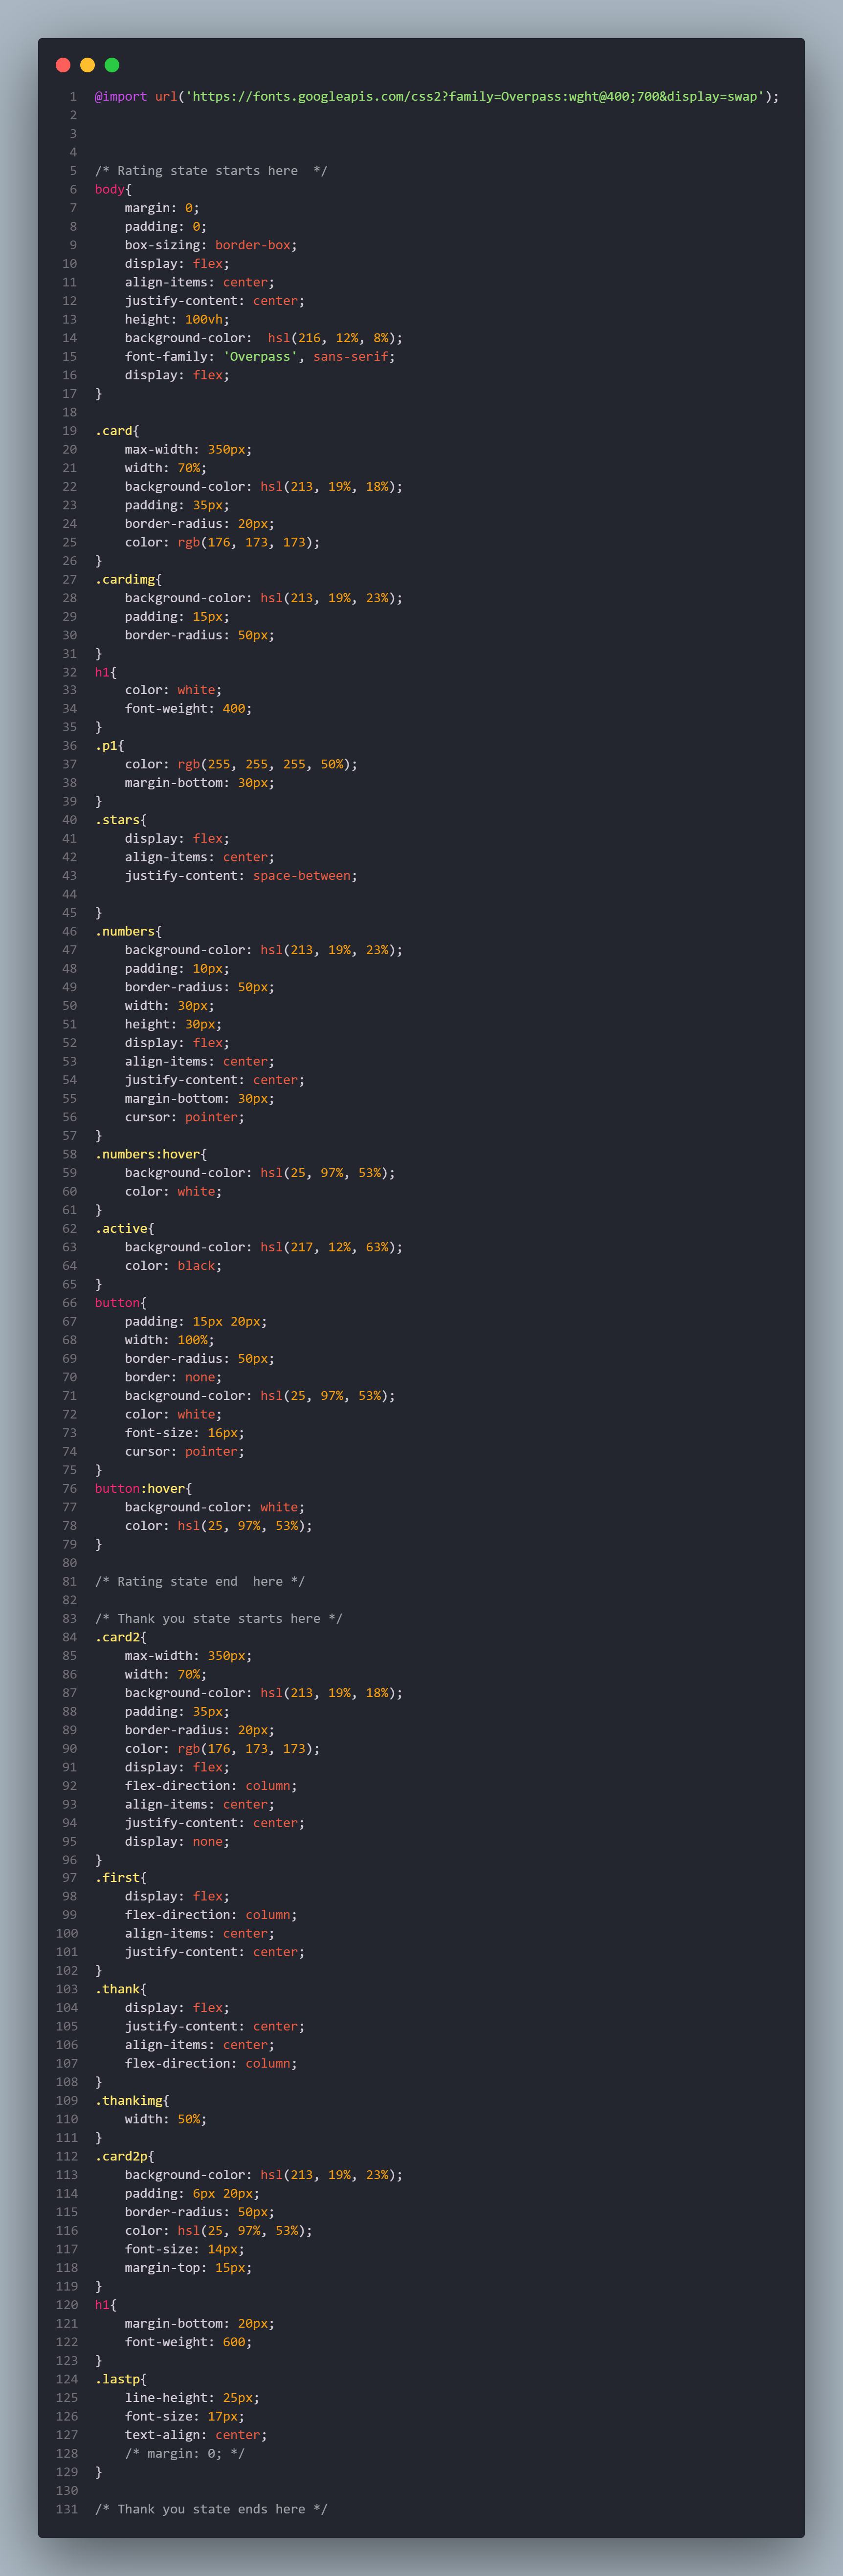 1 @import url('https://fonts.googleapis.com/css2?family=Overpass:wght@400;700&display=swap');
2
3
4
5 /* Rating state starts here  */
6 body{
7     margin: 0;
8     padding: 0;
9     box-sizing: border-box;
10     display: flex;
11     align-items: center;
12     justify-content: center;
13     height: 100vh;
14     background-color:  hsl(216, 12%, 8%);
15     font-family: 'Overpass', sans-serif;
16     display: flex;
17 }
18
19 .card{
20     max-width: 350px;
21     width: 70%;
22     background-color: hsl(213, 19%, 18%);
23     padding: 35px;
24     border-radius: 20px;
25     color: rgb(176, 173, 173);
26 }
27 .cardimg{
28     background-color: hsl(213, 19%, 23%);
29     padding: 15px;
30     border-radius: 50px;
31 }
32 h1{
33     color: white;
34     font-weight: 400;
35 }
36 .p1{
37     color: rgb(255, 255, 255, 50%);
38     margin-bottom: 30px;
39 }
40 .stars{
41     display: flex;
42     align-items: center;
43     justify-content: space-between;
44
45 }
46 .numbers{
47     background-color: hsl(213, 19%, 23%);
48     padding: 10px;
49     border-radius: 50px;
50     width: 30px;
51     height: 30px;
52     display: flex;
53     align-items: center;
54     justify-content: center;
55     margin-bottom: 30px;
56     cursor: pointer;
57 }
58 .numbers:hover{
59     background-color: hsl(25, 97%, 53%);
60     color: white;
61 }
62 .active{
63     background-color: hsl(217, 12%, 63%);
64     color: black;
65 }
66 button{
67     padding: 15px 20px;
68     width: 100%;
69     border-radius: 50px;
70     border: none;
71     background-color: hsl(25, 97%, 53%);
72     color: white;
73     font-size: 16px;
74     cursor: pointer;
75 }
76 button:hover{
77     background-color: white;
78     color: hsl(25, 97%, 53%);
79 }
80
81 /* Rating state end  here */
82
83 /* Thank you state starts here */
84 .card2{
85     max-width: 350px;
86     width: 70%;
87     background-color: hsl(213, 19%, 18%);
88     padding: 35px;
89     border-radius: 20px;
90     color: rgb(176, 173, 173);
91     display: flex;
92     flex-direction: column;
93     align-items: center;
94     justify-content: center;
95     display: none;
96 }
97 .first{
98     display: flex;
99     flex-direction: column;
100     align-items: center;
101     justify-content: center;
102 }
103 .thank{
104     display: flex;
105     justify-content: center;
106     align-items: center;
107     flex-direction: column;
108 }
109 .thankimg{
110     width: 50%;
111 }
112 .card2p{
113     background-color: hsl(213, 19%, 23%);
114     padding: 6px 20px;
115     border-radius: 50px;
116     color: hsl(25, 97%, 53%);
117     font-size: 14px;
118     margin-top: 15px;
119 }
120 h1{
121     margin-bottom: 20px;
122     font-weight: 600;
123 }
124 .lastp{
125     line-height: 25px;
126     font-size: 17px;
127     text-align: center;
128     /* margin: 0; */
129 }
130
131 /* Thank you state ends here */